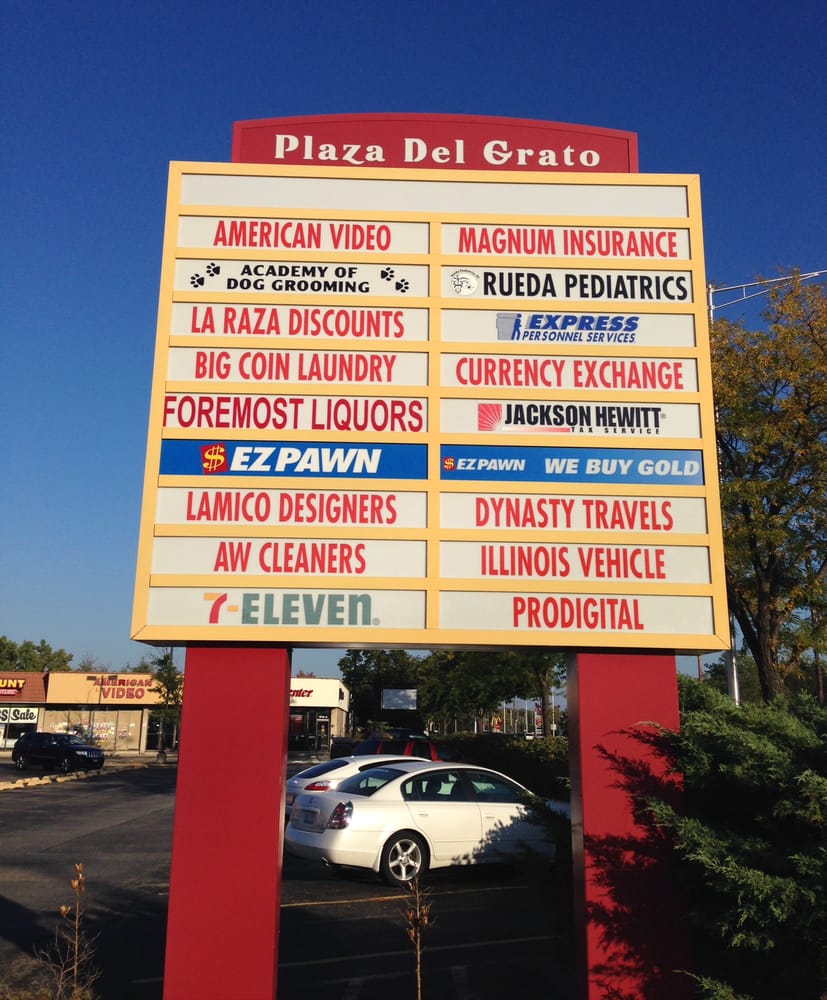 Plaza Del Grato
AMERICAN VIDEO
MAGNUM INSURANCE
ACADEMY OF
DOG GROOMING
RUEDA PEDIATRICS
LA RAZA DISCOUNTS
EXPRESS
PERSONNEL SERVICES
BIG COIN LAUNDRY
CURRENCY EXCHANGE
FOREMOST LIQUORS
JACKSON HEWITT®
TAX SERVICE
$ EZPAWN
$ EZPAWN WE BUY GOLD
LAMICO DESIGNERS
DYNASTY TRAVELS
AW CLEANERS
ILLINOIS VEHICLE
7-ELEVEN®
PRODIGITAL
UNT
AMERICAN
VIDEO
Sale